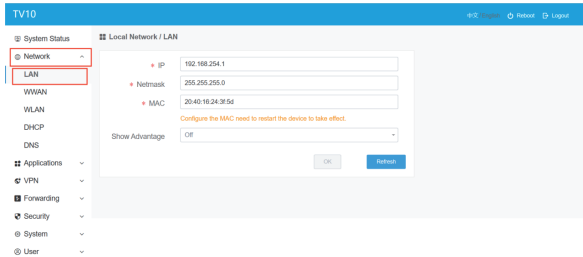 TV10
中文 English Reboot Logout
System Status
Local Network / LAN
Network
LAN
WWAN
WLAN
DHCP
DNS
Applications
VPN
Forwarding
Security
System
User
* IP 192.168.254.1
* Netmask 255.255.255.0
* MAC 20:40:16:24:3f:5d
Configure the MAC need to restart the device to take effect.
Show Advantage Off
OK Refresh